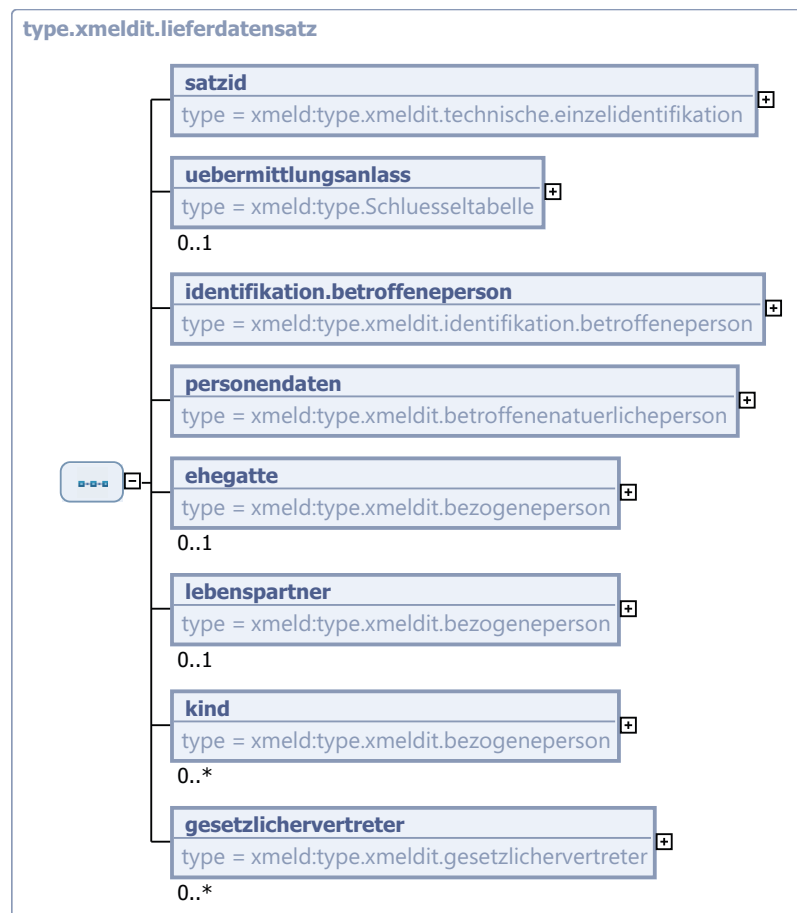 type.xmeldit.lieferdatensatz
satzid
type = xmeld:type.xmeldit.technische.einzelidentifikation
uebermittlungsanlass
type = xmeld:type.Schluesseltabelle
0..1
identifikation.betroffeneperson
type = xmeld:type.xmeldit.identifikation.betroffeneperson
personendaten
type = xmeld:type.xmeldit.betroffenenatuerlicheperson
ehegatte
type = xmeld:type.xmeldit.bezogeneperson
0..1
lebenspartner
type = xmeld:type.xmeldit.bezogeneperson
0..1
kind
type = xmeld:type.xmeldit.bezogeneperson
0..*
gesetzlichervertreter
type = xmeld:type.xmeldit.gesetzlichervertreter
0..*